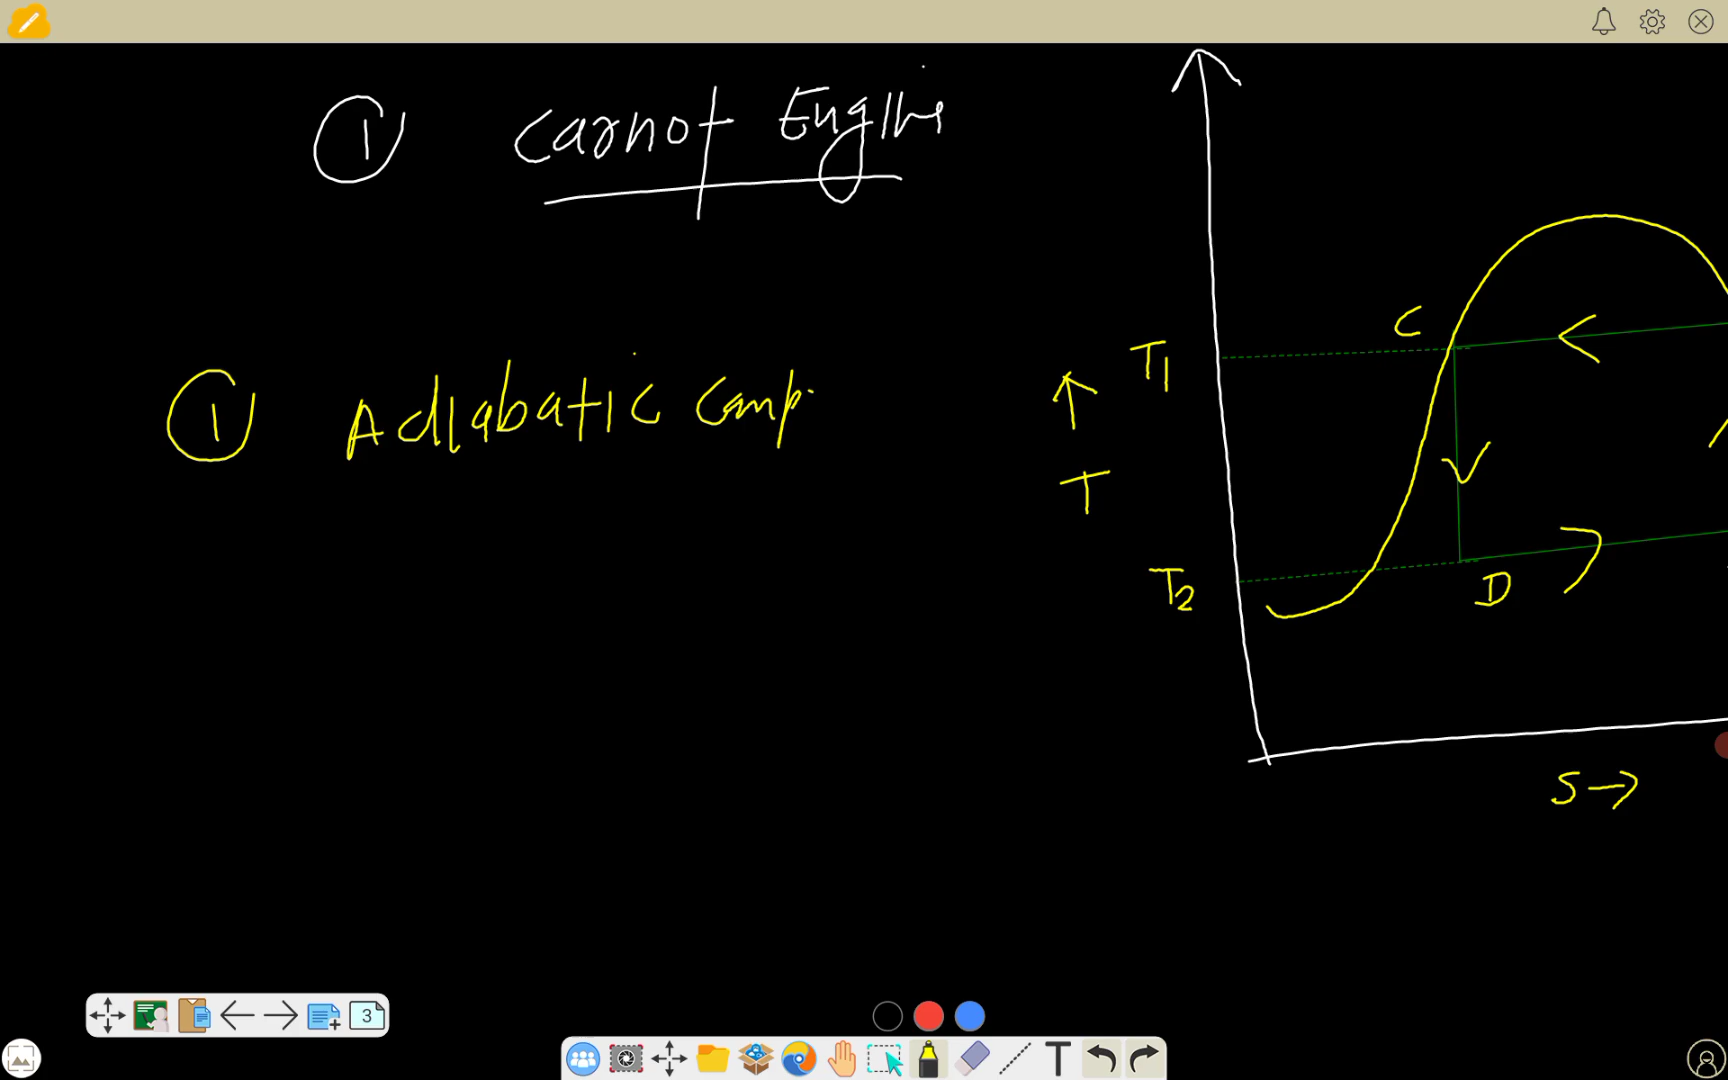 ① Carnot Engine
① Adiabatic Comp.
T1
C
T
T2
D
S→
3